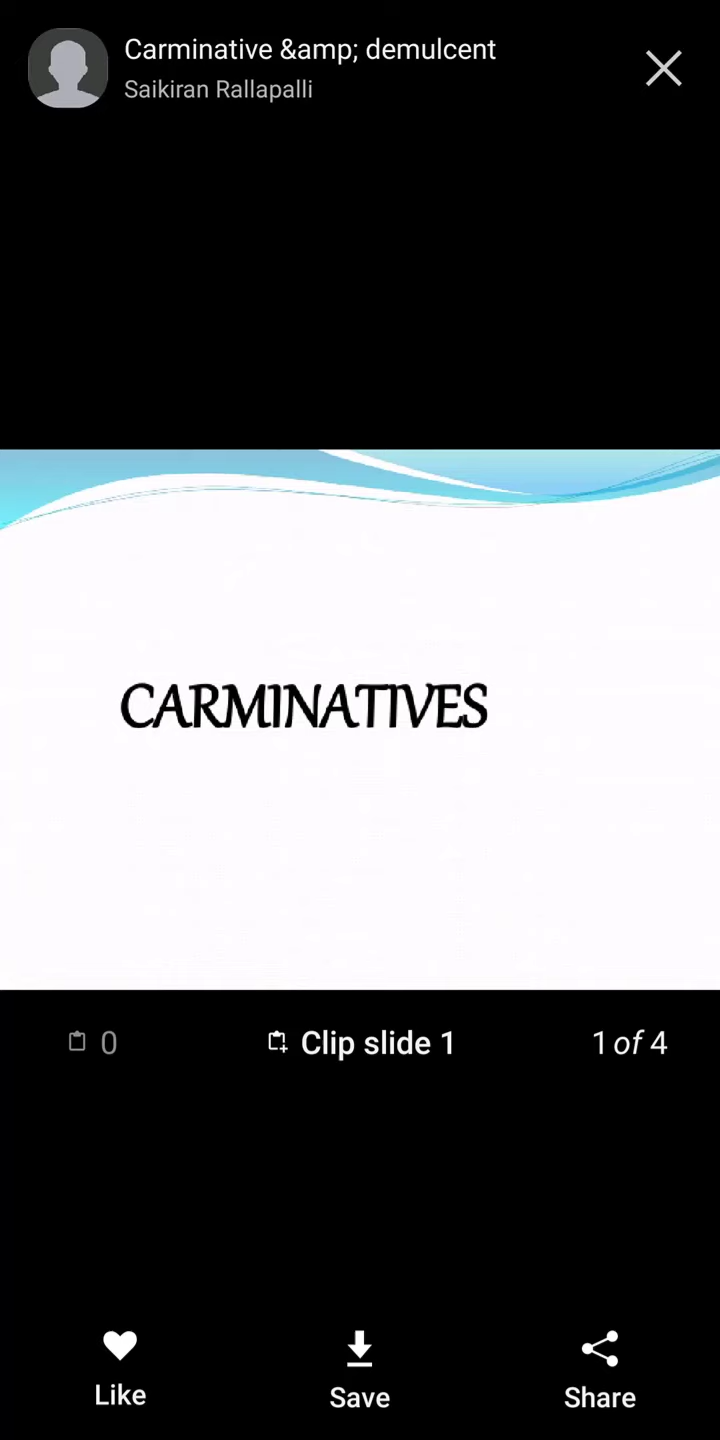 Carminative &amp; demulcent
Saikiran Rallapalli
CARMINATIVES
0
Clip slide 1
1 of 4
Like
Save
Share